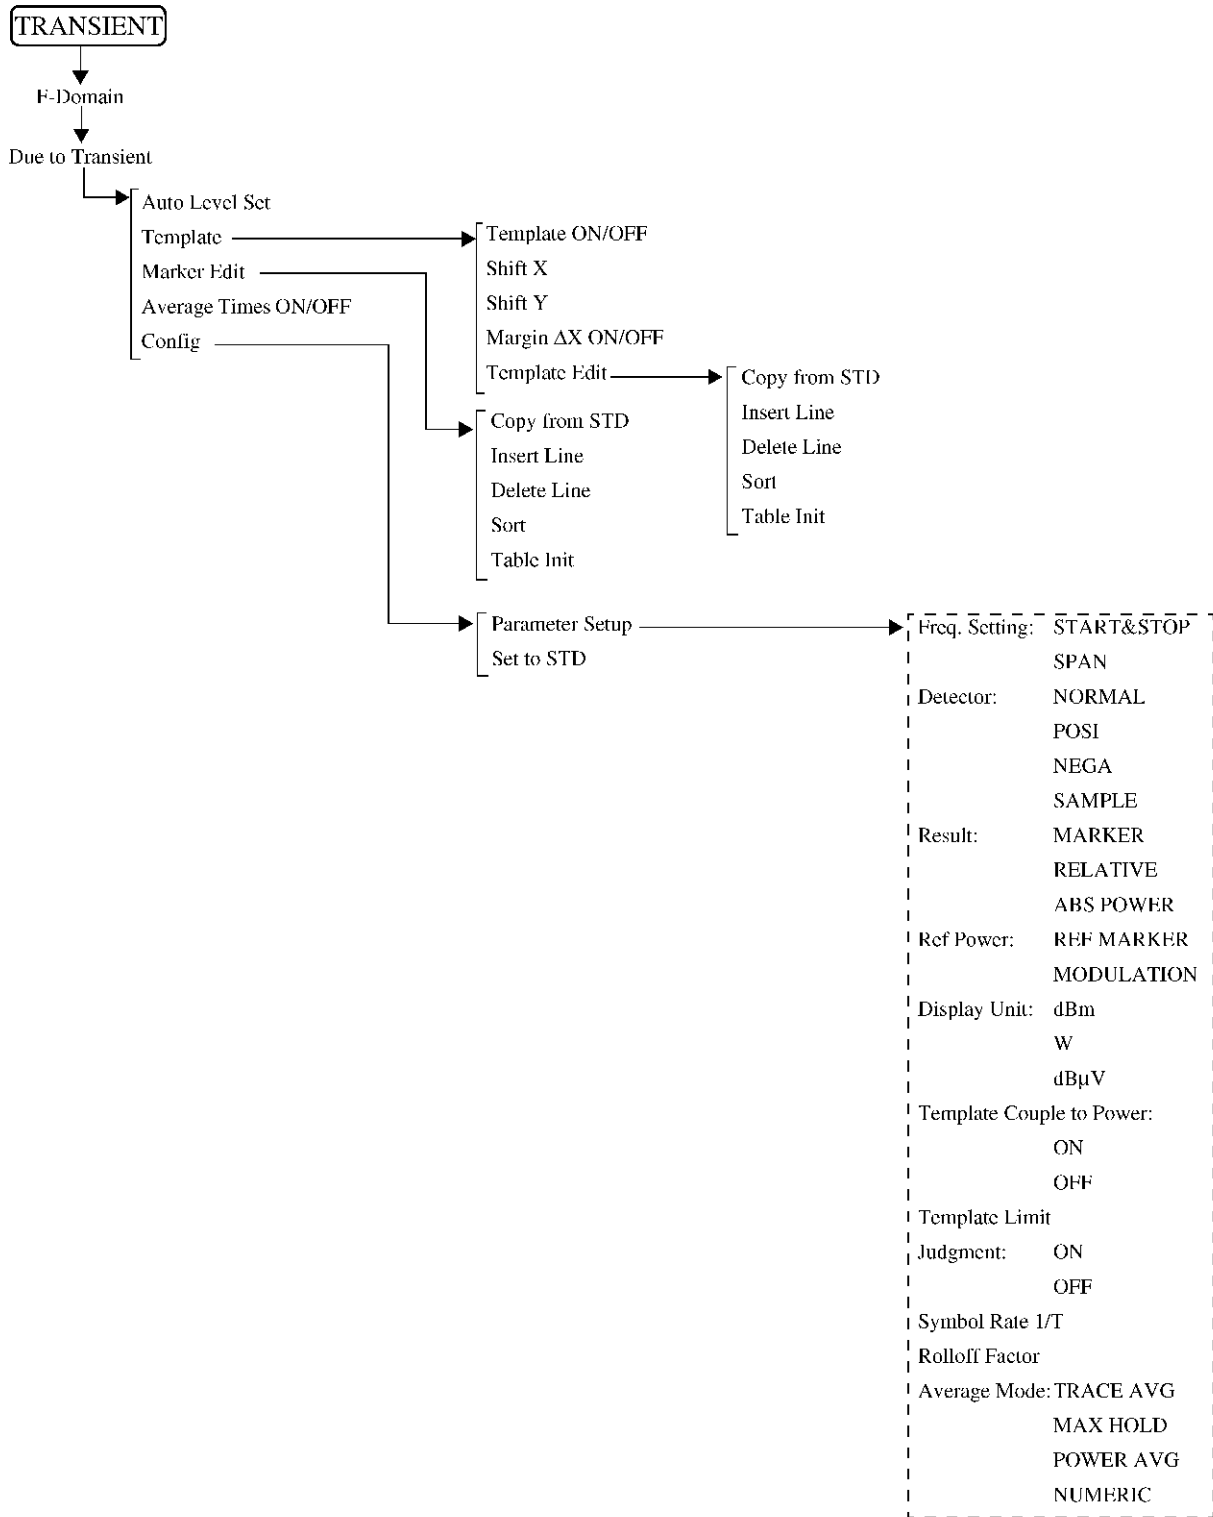 TRANSIENT
F-Domain
Due to Transient
Auto Level Set
Template
Marker Edit
Average Times ON/OFF
Config
Template ON/OFF
Shift X
Shift Y
Margin ΔX ON/OFF
Template Edit
Copy from STD
Insert Line
Delete Line
Sort
Table Init
Copy from STD
Insert Line
Delete Line
Sort
Table Init
Parameter Setup
Set to STD
Freq. Setting: START&STOP
SPAN
Detector: NORMAL
POSI
NEGA
SAMPLE
Result: MARKER
RELATIVE
ABS POWER
Ref Power: REF MARKER
MODULATION
Display Unit: dBm
W
dBμV
Template Couple to Power:
ON
OFF
Template Limit
Judgment: ON
OFF
Symbol Rate 1/T
Rolloff Factor
Average Mode: TRACE AVG
MAX HOLD
POWER AVG
NUMERIC